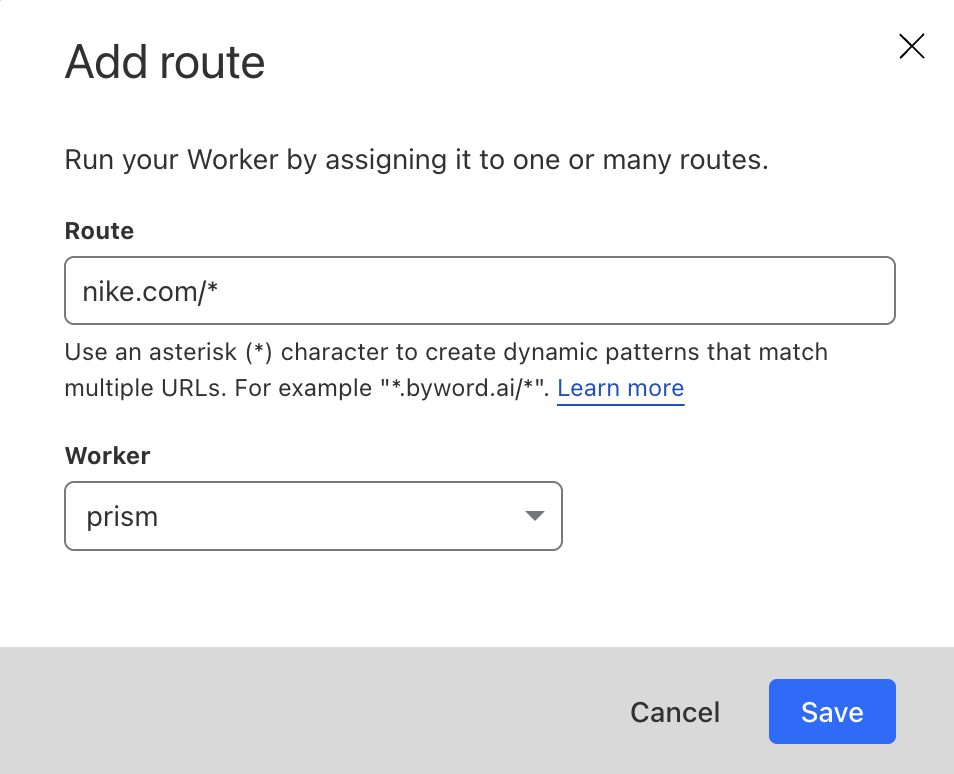 Add route
Run your Worker by assigning it to one or many routes.
Route
nike.com/*
Use an asterisk (*) character to create dynamic patterns that match
multiple URLs. For example "*.byword.ai/*". Learn more
Worker
prism
Cancel
Save